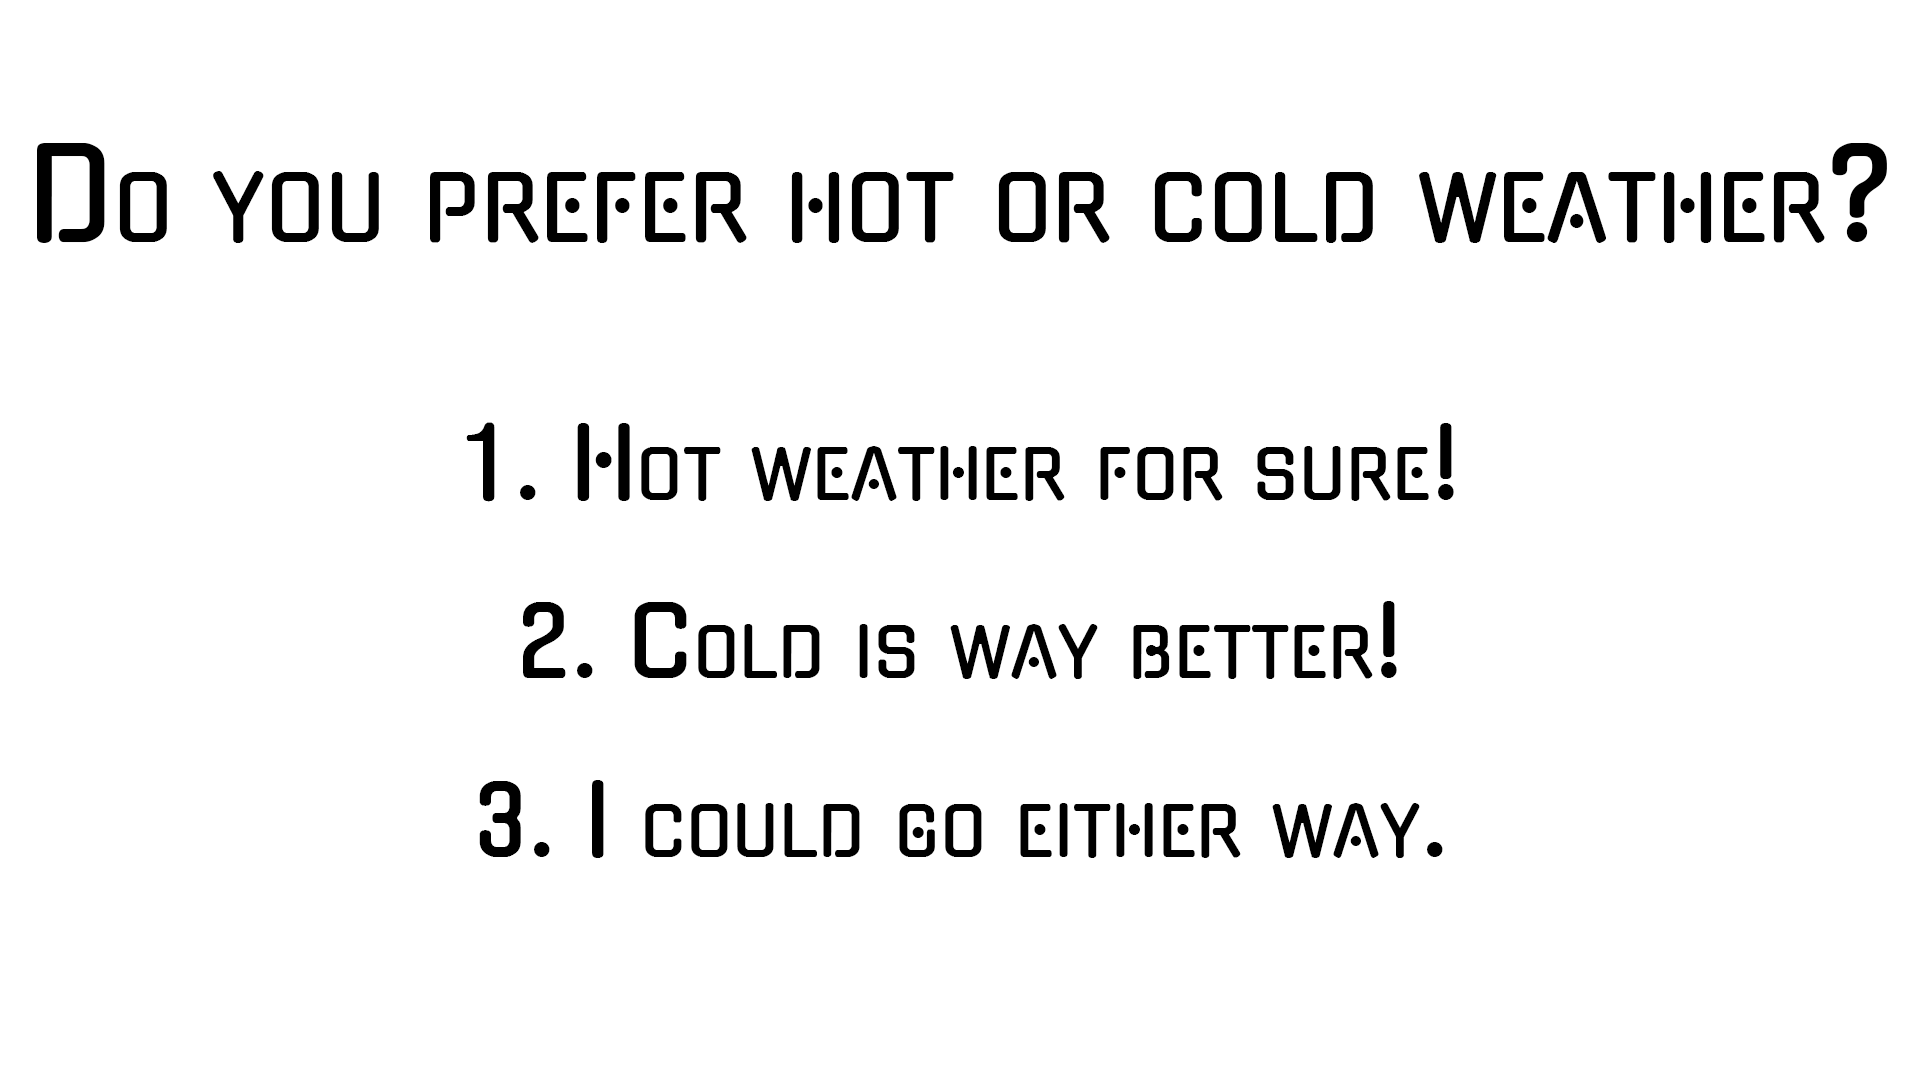 Do you prefer hot or cold weather?
1. Hot weather for sure!
2. Cold is way better!
3. I could go either way.